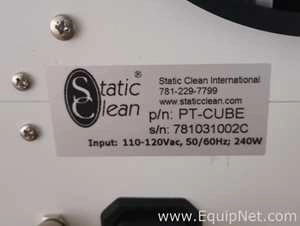 Static®
Clean
Static Clean International
781-229-7799
www.staticclean.com
p/n: PT-CUBE
s/n: 781031002C
Input: 110-120Vac, 50/60Hz; 240W
www.EquipNet.com